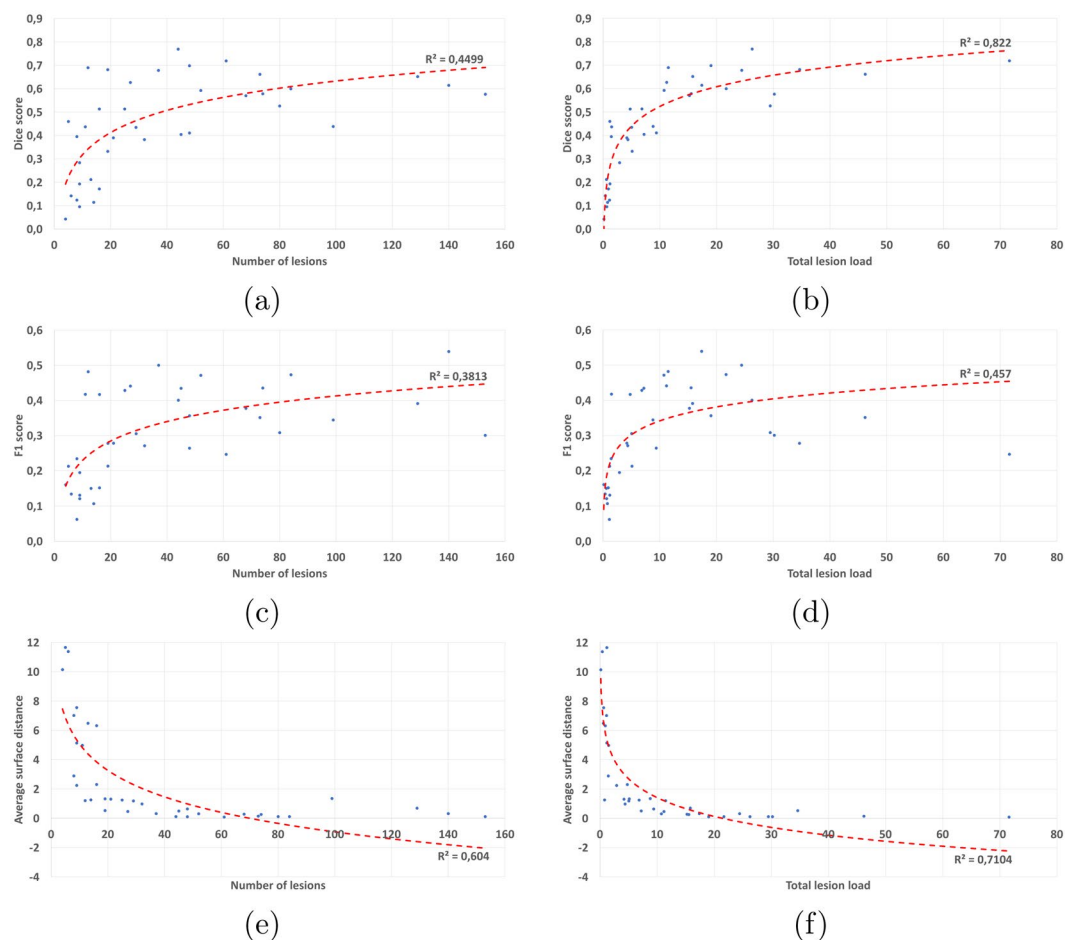 0,9
0,8
0,7
0,6
0,5
0,4
0,3
0,2
0,1
0,0
Dice sscore
R² = 0,4499
0 20 40 60 80 100 120 140 160
Number of lesions
(a)
0,9
0,8
0,7
0,6
0,5
0,4
0,3
0,2
0,1
0,0
Dice score
R² = 0,822
0 10 20 30 40 50 60 70 80
Total lesion load
(b)
0,6
0,5
0,4
0,3
0,2
0,1
0
F1 score
R² = 0,3813
0 20 40 60 80 100 120 140 160
Number of lesions
(c)
0,6
0,5
0,4
0,3
0,2
0,1
0
F1 score
R² = 0,457
0 10 20 30 40 50 60 70 80
Total lesion load
(d)
12
10
8
6
4
2
0
-2
-4
Average surface distance
0 20 40 60 80 100 120 140 160
R² = 0,604
Number of lesions
(e)
12
10
8
6
4
2
0
-2
-4
Average surface distance
0 10 20 30 40 50 60 70 80
R² = 0,7104
Total lesion load
(f)